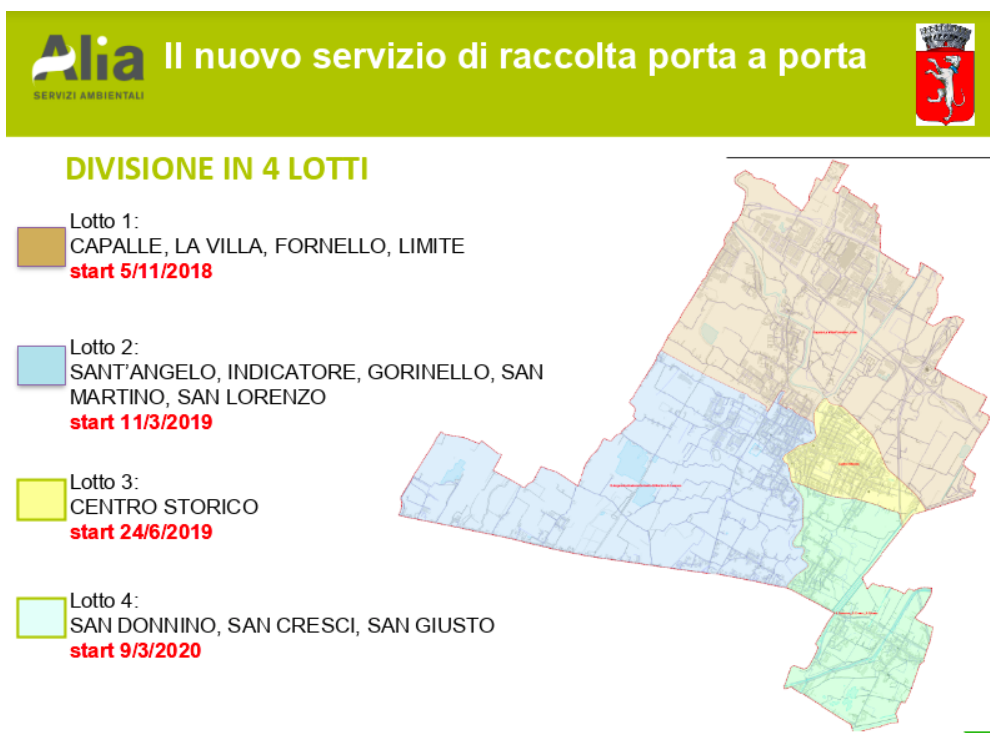 Alia
SERVIZI AMBIENTALI
Il nuovo servizio di raccolta porta a porta
DIVISIONE IN 4 LOTTI
Lotto 1:
CAPALLE, LA VILLA, FORNELLO, LIMITE
start 5/11/2018
Lotto 2:
SANT'ANGELO, INDICATORE, GORINELLO, SAN
MARTINO, SAN LORENZO
start 11/3/2019
Lotto 3:
CENTRO STORICO
start 24/6/2019
Lotto 4:
SAN DONNINO, SAN CRESCI, SAN GIUSTO
start 9/3/2020